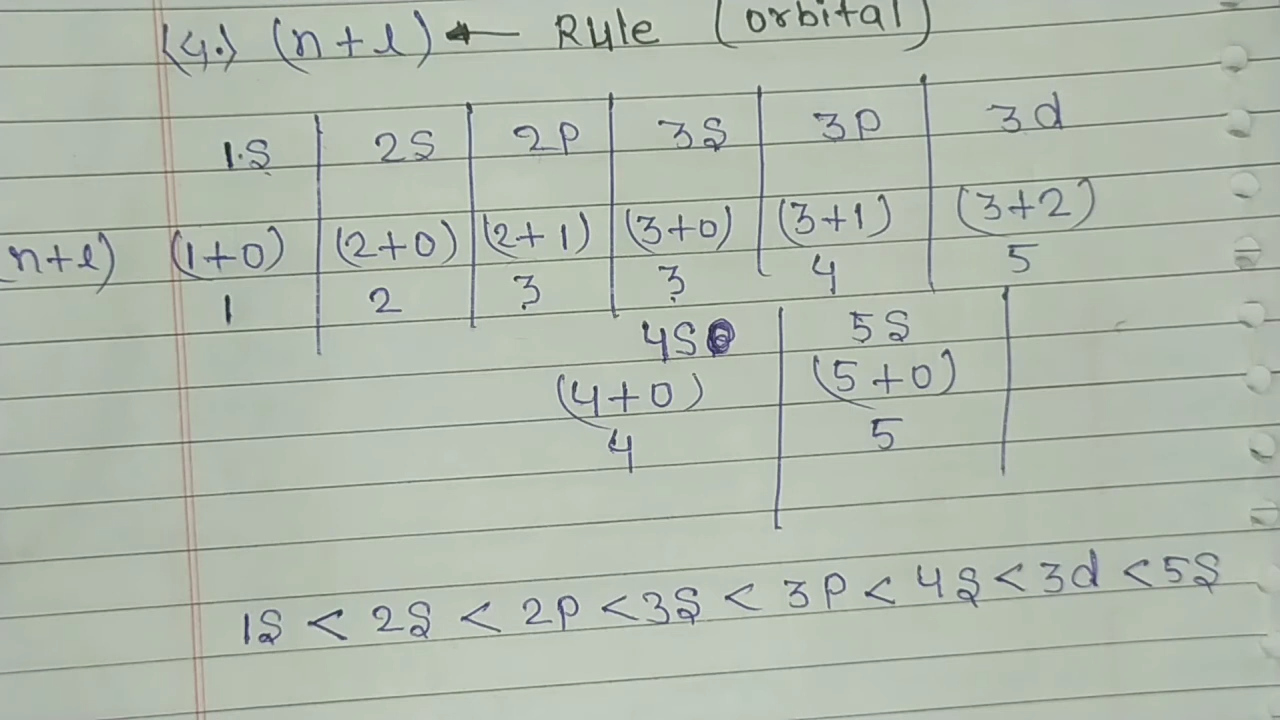 (4.) (n+l) ← Rule (orbital)
1.S 2S 2P 3S 3P 3d
n+l) (1+0) (2+0) (2+1) (3+0) (3+1) (3+2)
1 2 3 3 4 5
4S 5S
(4+0) (5+0)
4 5
1S < 2S < 2P < 3S < 3P < 4S < 3d < 5S